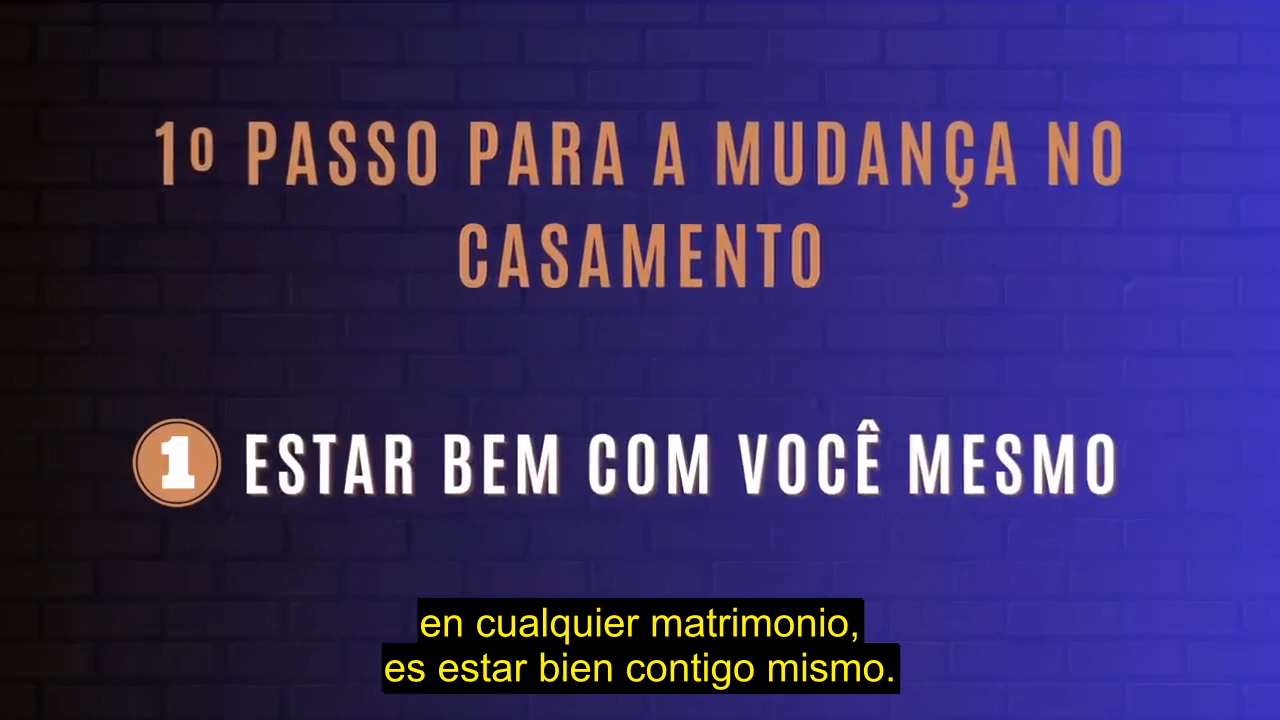 1º PASSO PARA A MUDANÇA NO
CASAMENTO
1 ESTAR BEM COM VOCÊ MESMO
en cualquier matrimonio,
es estar bien contigo mismo.